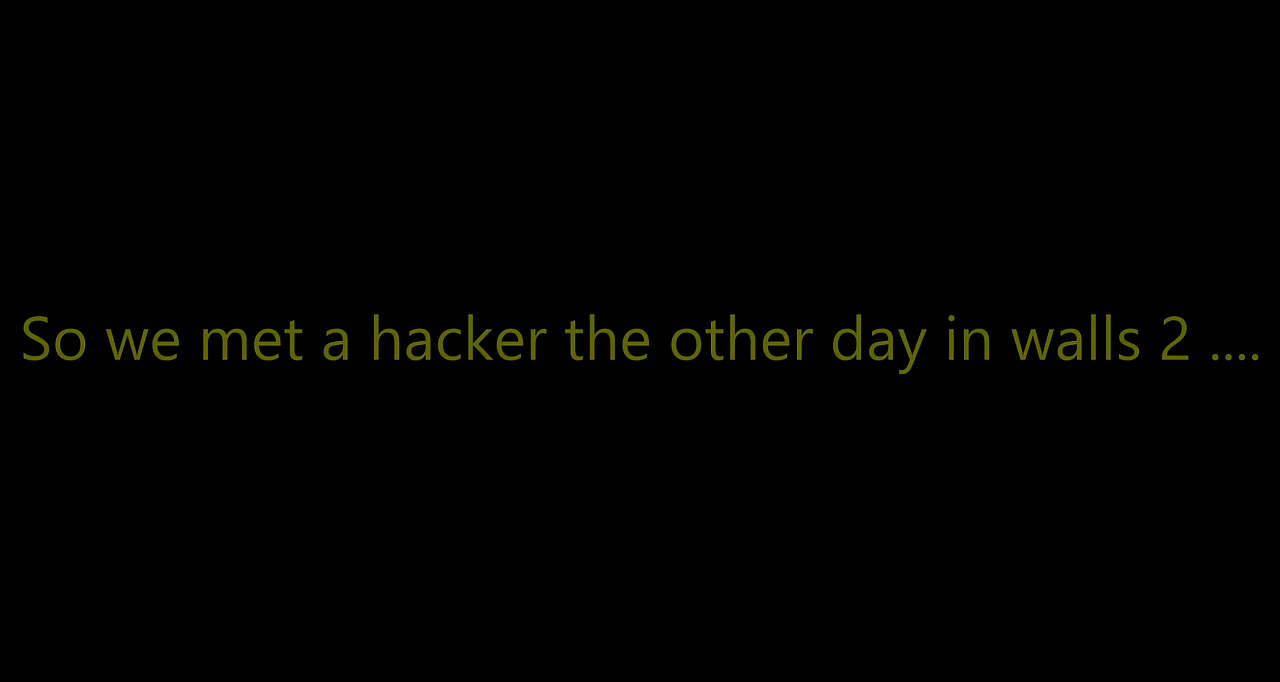 So we met a hacker the other day in walls 2 ....